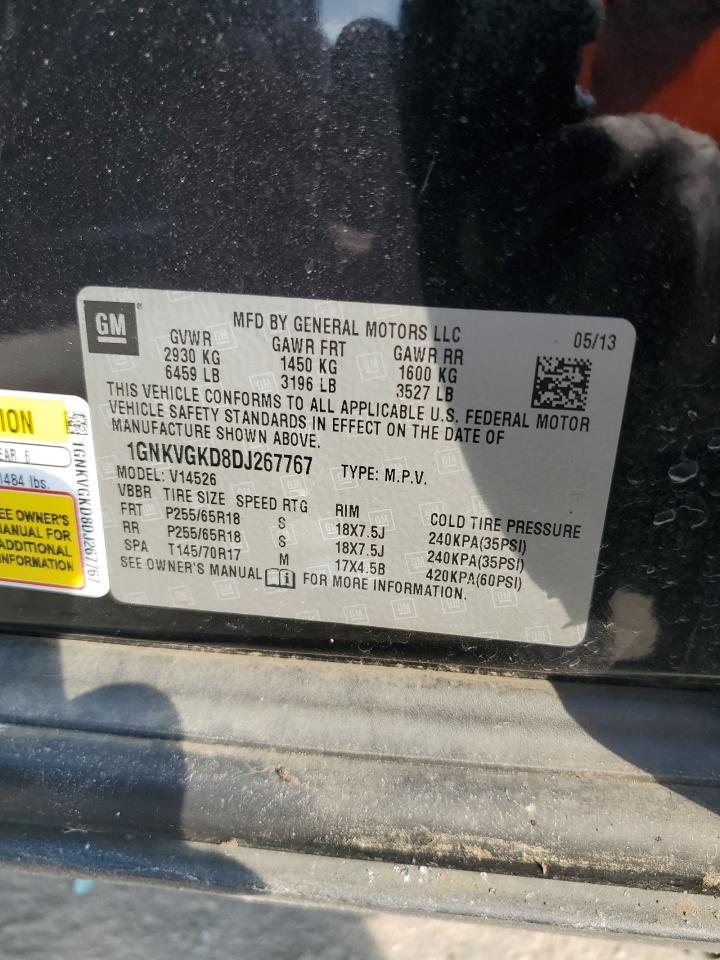 GM ®
MFD BY GENERAL MOTORS LLC
05/13
GVWR GAWR FRT GAWR RR
2930 KG 1450 KG 1600 KG
6459 LB 3196 LB 3527 LB
THIS VEHICLE CONFORMS TO ALL APPLICABLE U.S. FEDERAL MOTOR
VEHICLE SAFETY STANDARDS IN EFFECT ON THE DATE OF
MANUFACTURE SHOWN ABOVE.
1GNKVGKD8DJ267767 TYPE: M.P.V.
MODEL: V14526
VBBR TIRE SIZE SPEED RTG RIM COLD TIRE PRESSURE
FRT P255/65R18 S 18X7.5J 240KPA(35PSI)
RR P255/65R18 S 18X7.5J 240KPA(35PSI)
SPA T145/70R17 M 17X4.5B 420KPA(60PSI)
SEE OWNER'S MANUAL FOR MORE INFORMATION.
ION
EAR 6
1484 lbs.
EE OWNER'S
MANUAL FOR
ADDITIONAL
INFORMATION
1GNKVGKD8DJ267767